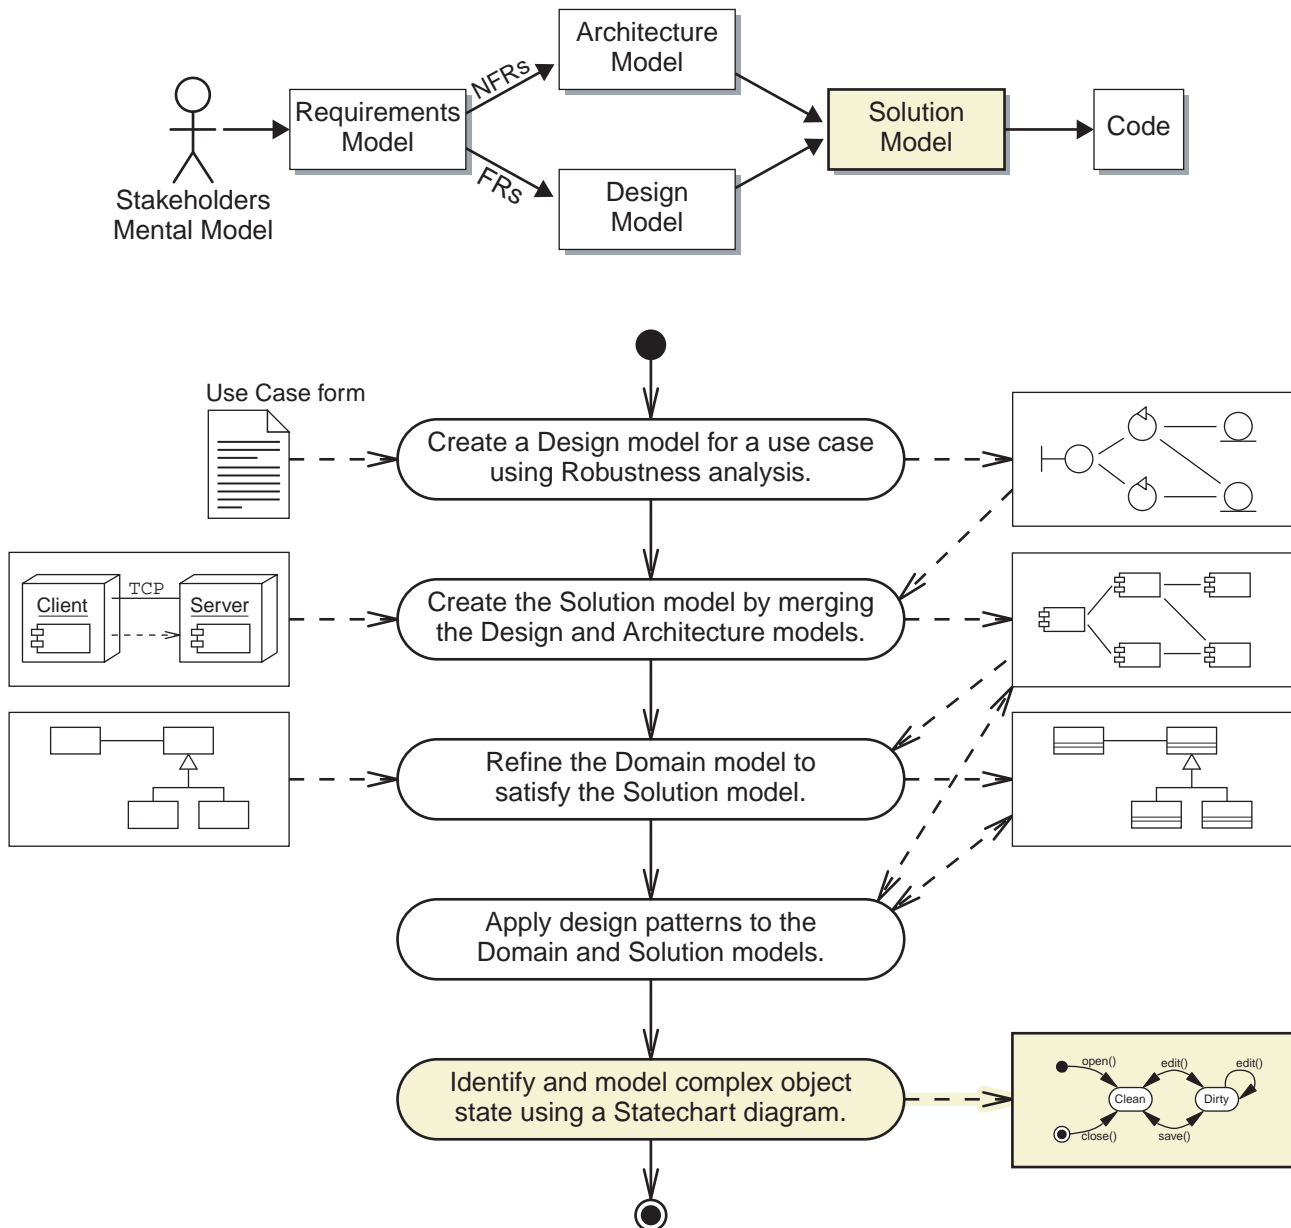 Architecture
Model
NFRs
Requirements
Model
Solution
Model
Code
FRs
Design
Model
Stakeholders
Mental Model
Use Case form
Create a Design model for a use case
using Robustness analysis.
TCP
Client
Server
Create the Solution model by merging
the Design and Architecture models.
Refine the Domain model to
satisfy the Solution model.
Apply design patterns to the
Domain and Solution models.
Identify and model complex object
state using a Statechart diagram.
open()
edit()
edit()
Clean
Dirty
close()
save()